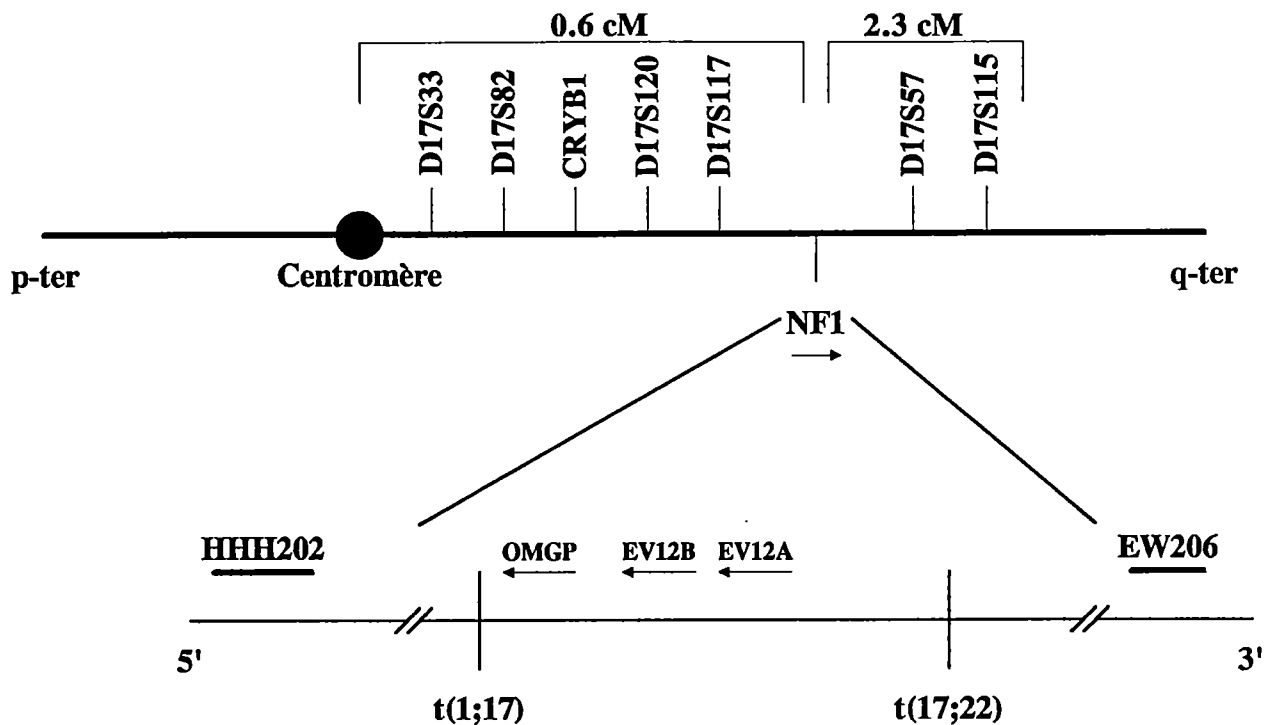 0.6 cM 2.3 cM
D17S33
D17S82
CRYB1
D17S120
D17S117
D17S57
D17S115
p-ter Centromère q-ter
NF1
HHH202 OMGP EV12B EV12A EW206
5' 3'
t(1;17) t(17;22)